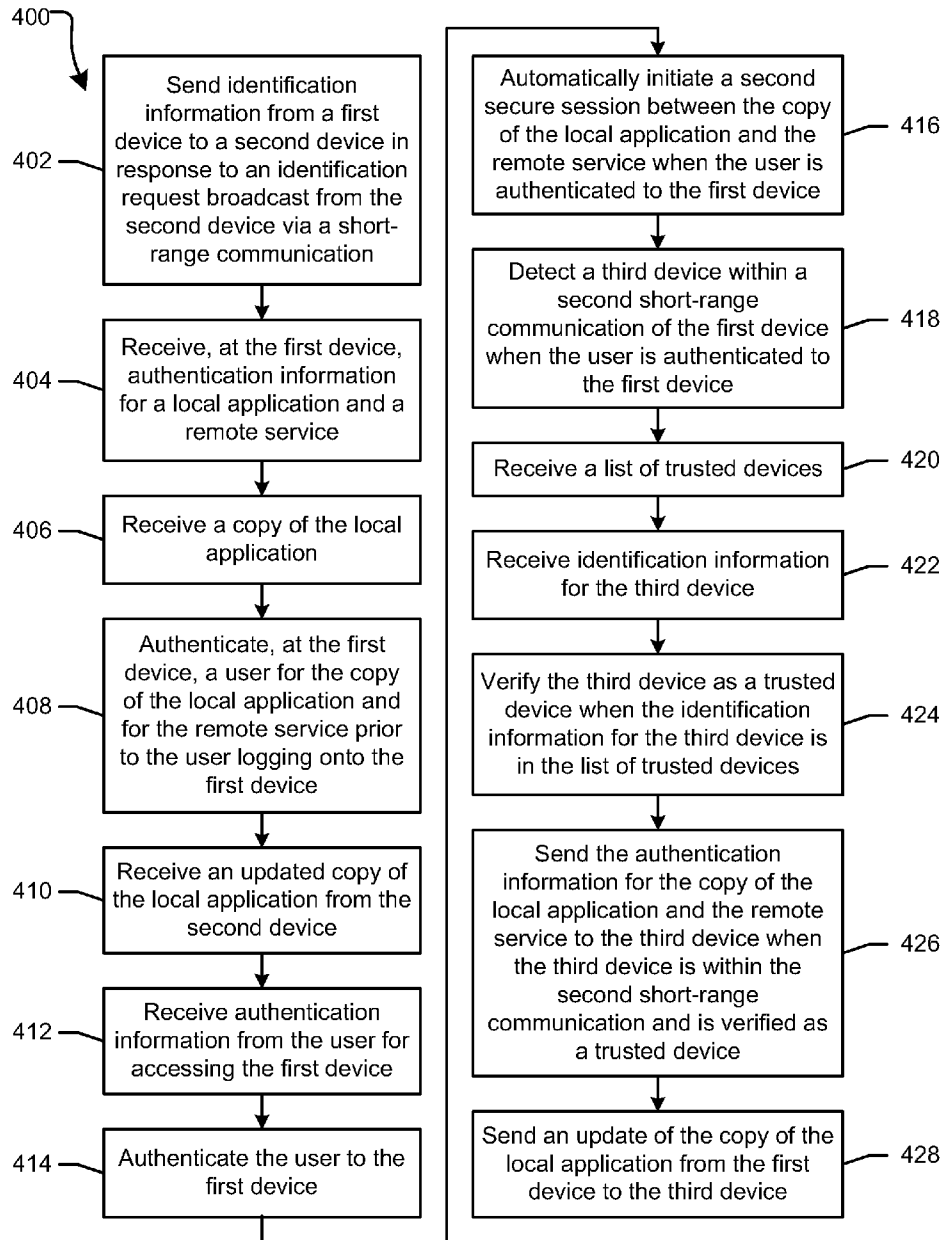 400
402
Send identification
information from a first
device to a second device in
response to an identification
request broadcast from the
second device via a short-
range communication
404
Receive, at the first device,
authentication information
for a local application and a
remote service
406
Receive a copy of the local
application
408
Authenticate, at the first
device, a user for the copy
of the local application and
for the remote service prior
to the user logging onto the
first device
410
Receive an updated copy of
the local application from the
second device
412
Receive authentication
information from the user for
accessing the first device
414
Authenticate the user to the
first device
Automatically initiate a second
secure session between the copy
of the local application and the
remote service when the user is
authenticated to the first device
416
Detect a third device within a
second short-range
communication of the first device
when the user is authenticated to
the first device
418
Receive a list of trusted devices
420
Receive identification information
for the third device
422
Verify the third device as a trusted
device when the identification
information for the third device is
in the list of trusted devices
424
Send the authentication
information for the copy of the
local application and the remote
service to the third device when
the third device is within the
second short-range
communication and is verified as
a trusted device
426
Send an update of the copy of the
local application from the first
device to the third device
428